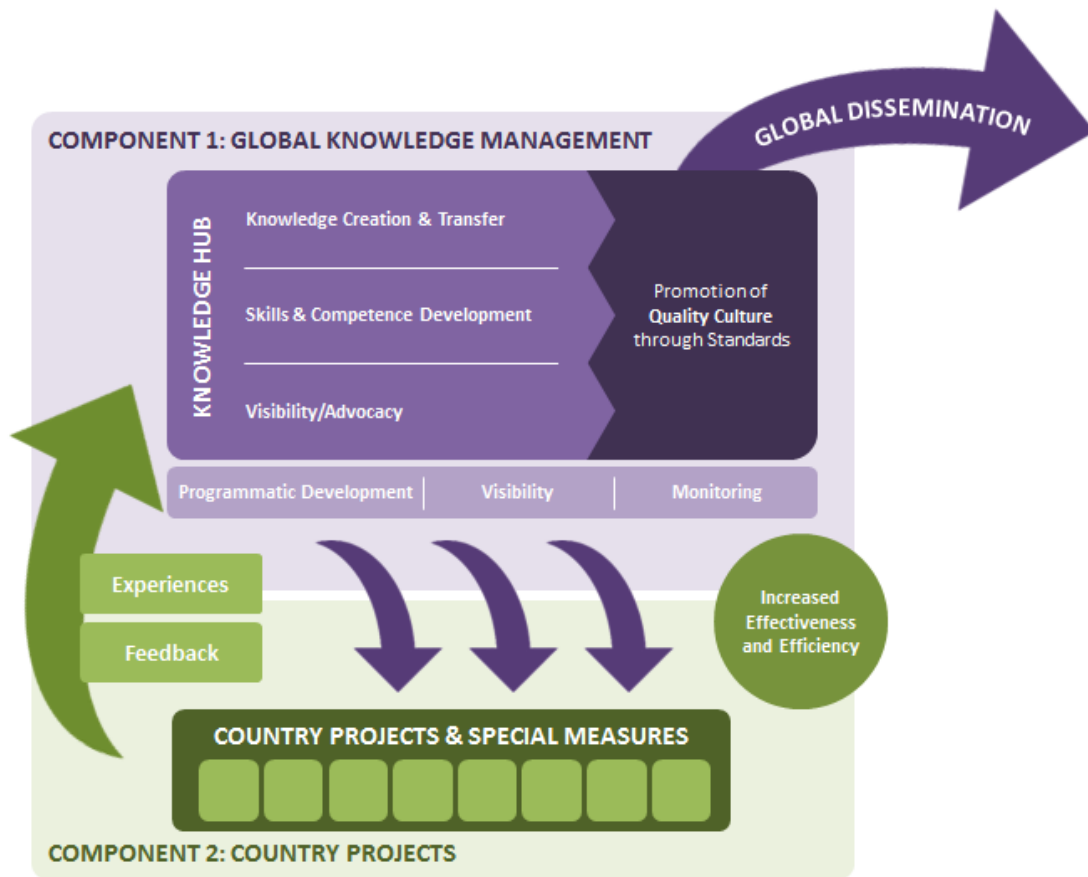 GLOBAL DISSEMINATION
COMPONENT 1: GLOBAL KNOWLEDGE MANAGEMENT
KNOWLEDGE HUB
Knowledge Creation & Transfer
Skills & Competence Development
Visibility/Advocacy
Promotion of
Quality Culture
through Standards
Programmatic Development
Visibility
Monitoring
Experiences
Feedback
Increased
Effectiveness
and Efficiency
COUNTRY PROJECTS & SPECIAL MEASURES
COMPONENT 2: COUNTRY PROJECTS